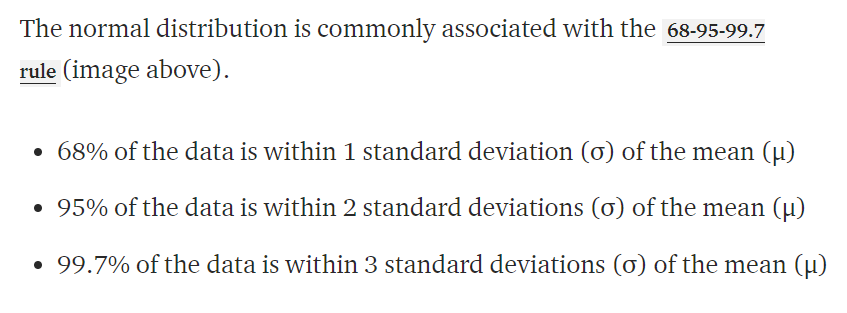 The normal distribution is commonly associated with the 68-95-99.7
rule (image above).
• 68% of the data is within 1 standard deviation (σ) of the mean (μ)
• 95% of the data is within 2 standard deviations (σ) of the mean (μ)
• 99.7% of the data is within 3 standard deviations (σ) of the mean (μ)